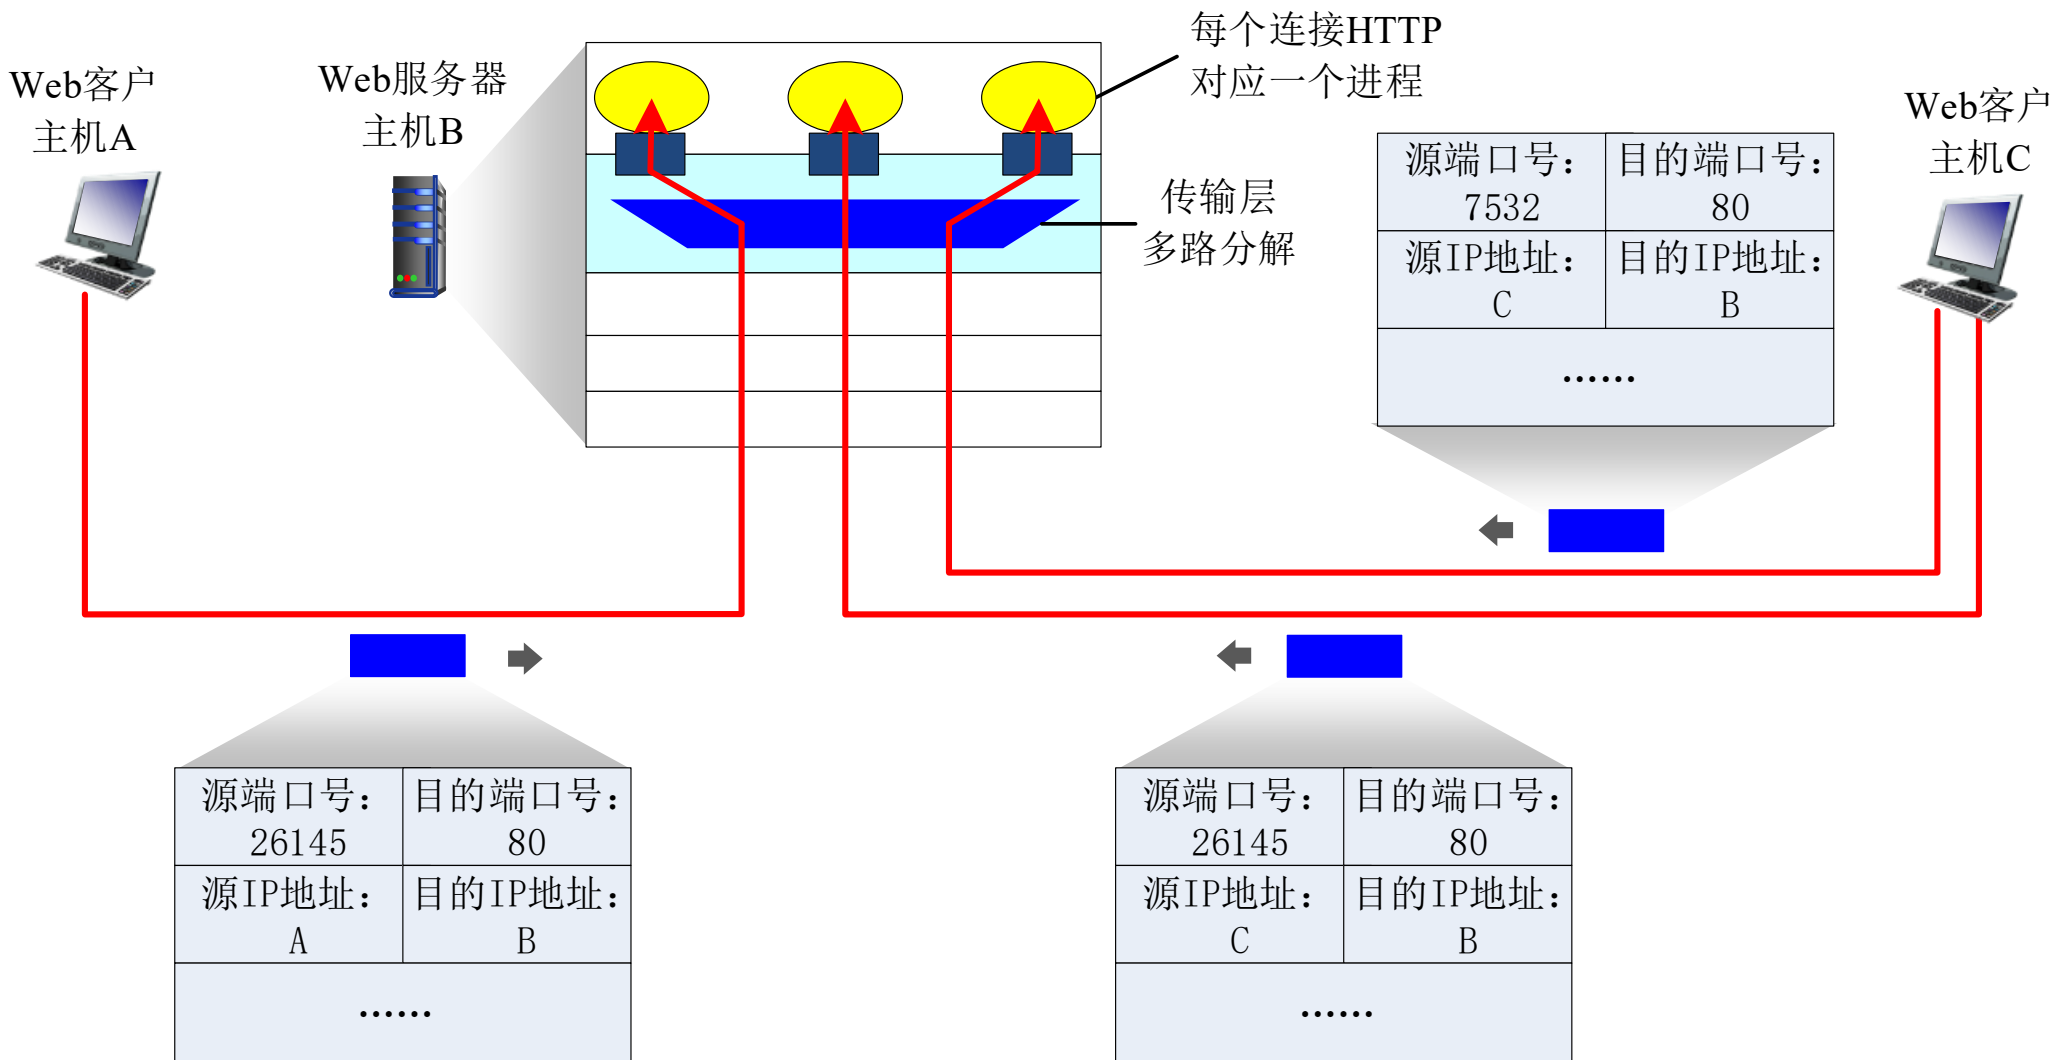 Web客户
主机A
Web服务器
主机B
每个连接HTTP
对应一个进程
传输层
多路分解
Web客户
主机C
源端口号：
7532
目的端口号：
80
源IP地址：
C
目的IP地址：
B
……
源端口号：
26145
目的端口号：
80
源IP地址：
A
目的IP地址：
B
……
源端口号：
26145
目的端口号：
80
源IP地址：
C
目的IP地址：
B
……